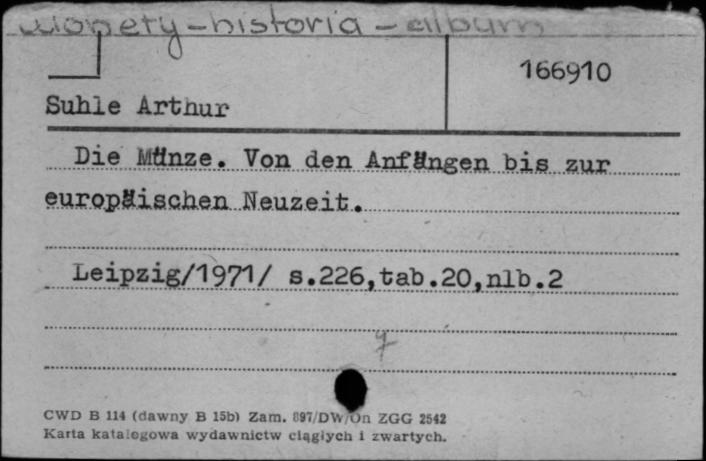 monety - historia - album
166910
Suhle Arthur
Die Münze. Von den Anfängen bis zur
europäischen Neuzeit.
Leipzig/1971/ s.226,tab.20,nlb.2
CWD B 114 (dawny B 15b) Zam. 897/DW/On ZGG 2542
Karta katalogowa wydawnictw ciągłych i zwartych.